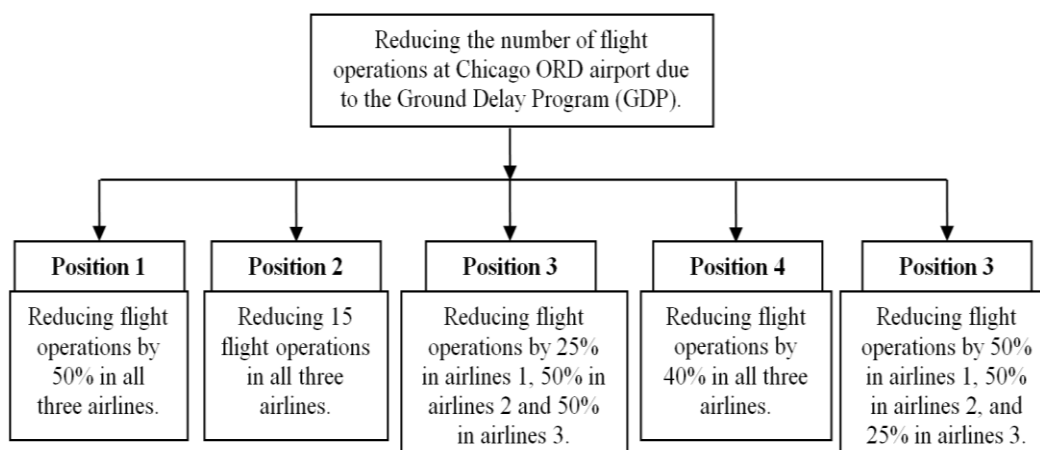 Reducing the number of flight
operations at Chicago ORD airport due
to the Ground Delay Program (GDP).
Position 1
Reducing flight
operations by
50% in all
three airlines.
Position 2
Reducing 15
flight operations
in all three
airlines.
Position 3
Reducing flight
operations by 25%
in airlines 1, 50% in
airlines 2 and 50%
in airlines 3.
Position 4
Reducing flight
operations by
40% in all three
airlines.
Position 3
Reducing flight
operations by 50%
in airlines 1, 50%
in airlines 2, and
25% in airlines 3.